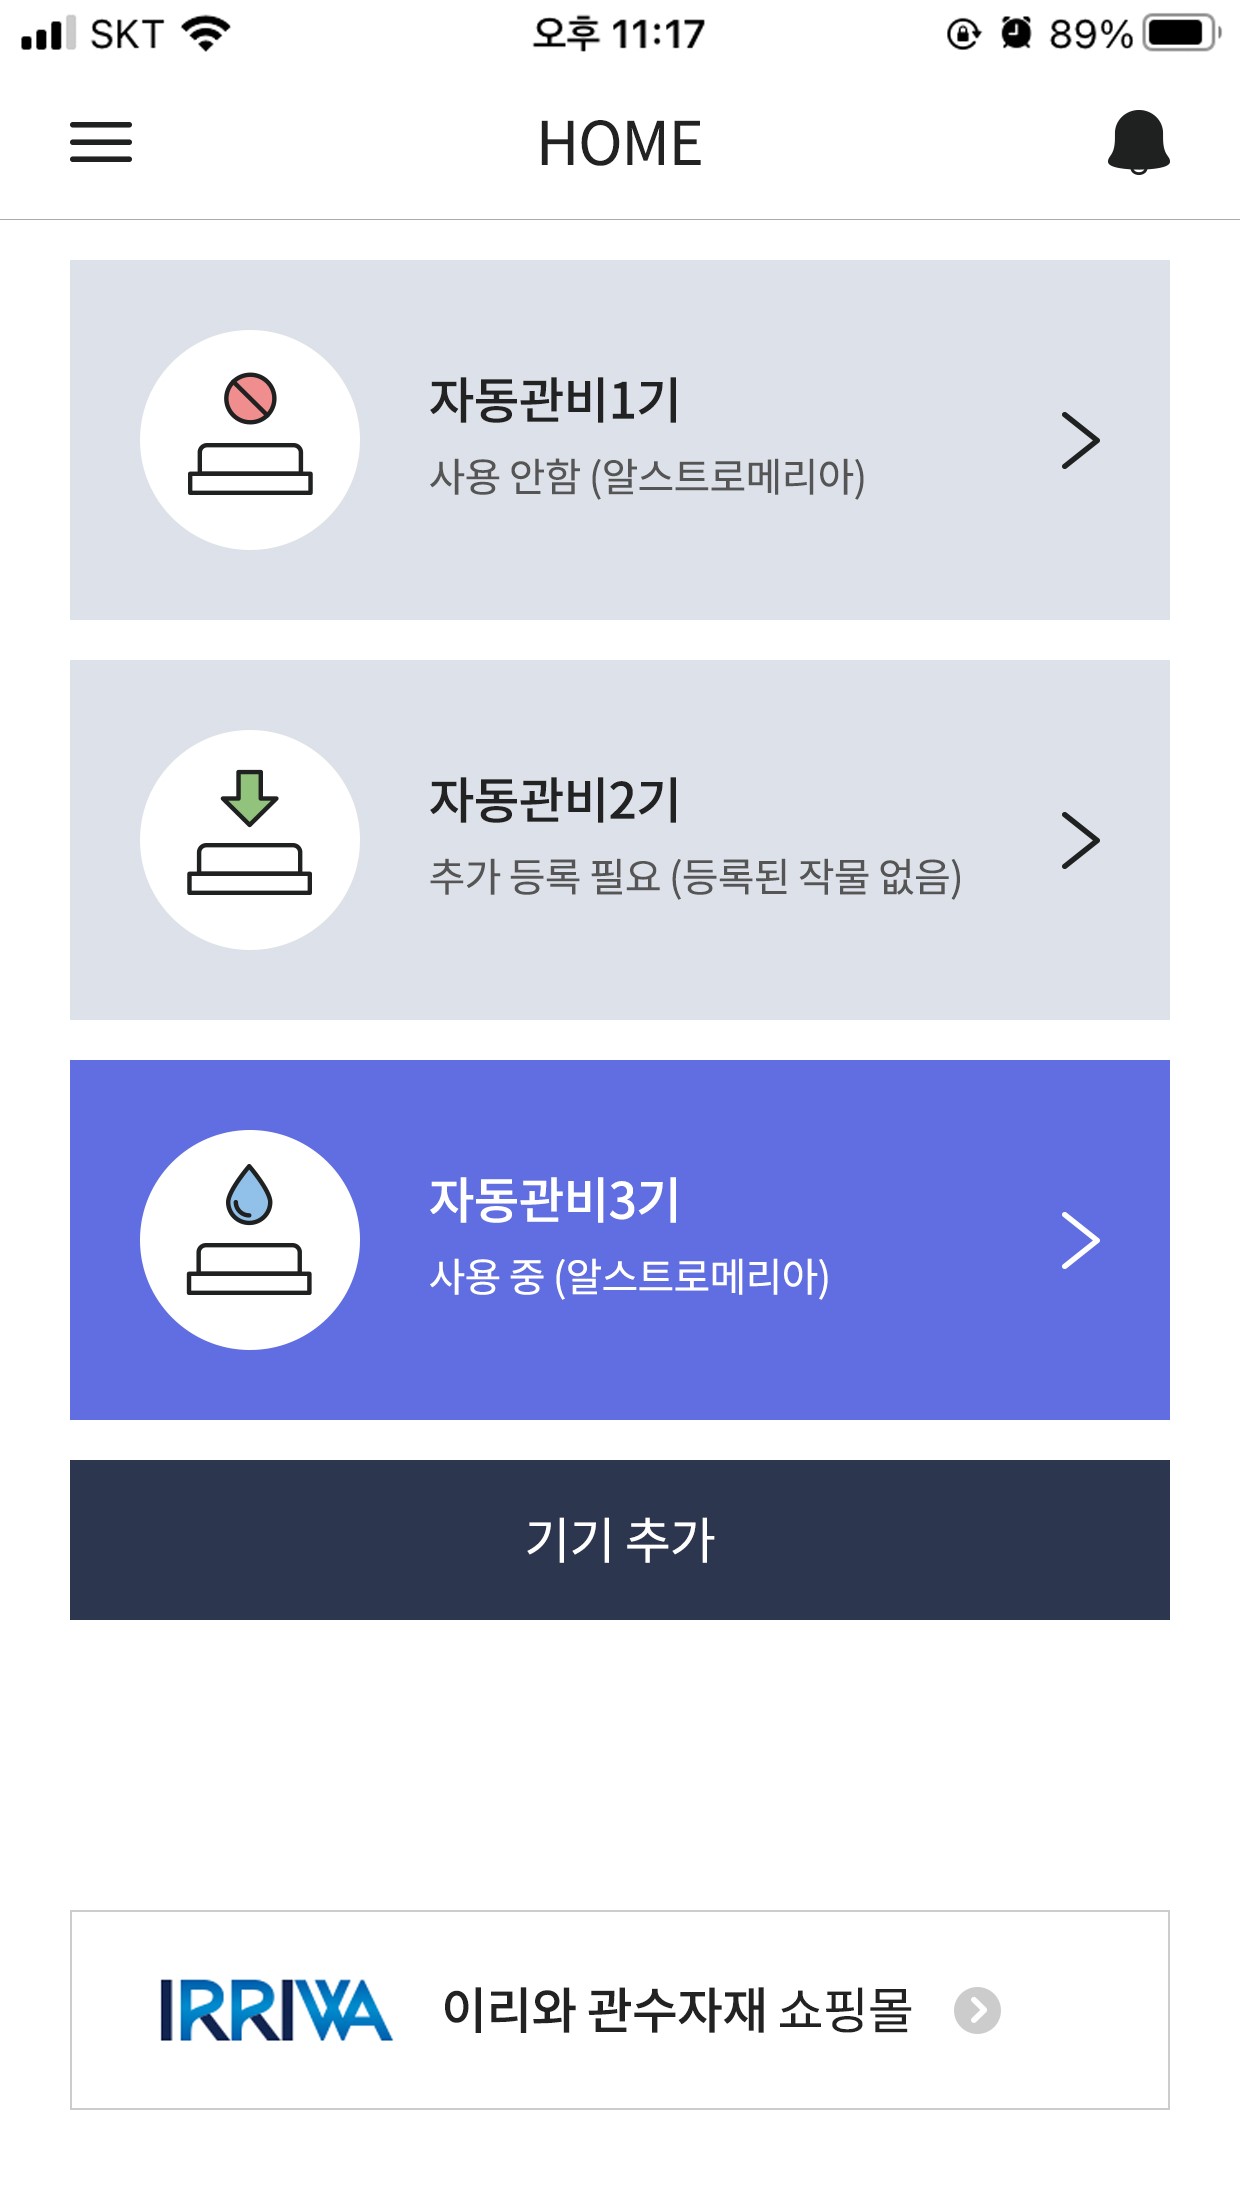 SKT 오후 11:17 89%
HOME
자동관비1기
사용 안함 (알스트로메리아)
자동관비2기
추가 등록 필요 (등록된 작물 없음)
자동관비3기
사용 중 (알스트로메리아)
기기 추가
IRRIWA 이리와 관수자재 쇼핑몰